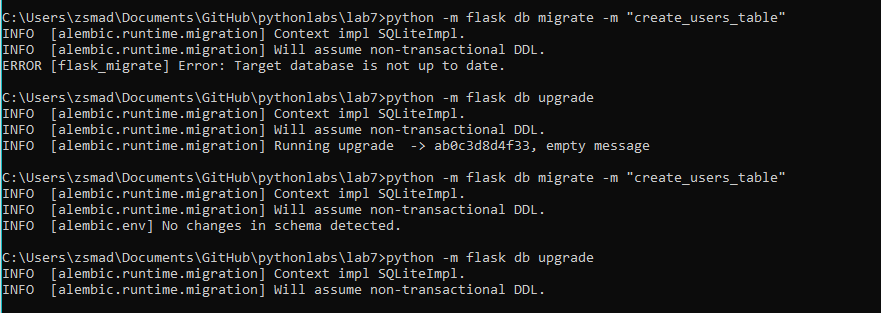 C:\Users\zsmad\Documents\GitHub\pythonlabs\lab7>python -m flask db migrate -m "create_users_table"
INFO  [alembic.runtime.migration] Context impl SQLiteImpl.
INFO  [alembic.runtime.migration] Will assume non-transactional DDL.
ERROR [flask_migrate] Error: Target database is not up to date.
C:\Users\zsmad\Documents\GitHub\pythonlabs\lab7>python -m flask db upgrade
INFO  [alembic.runtime.migration] Context impl SQLiteImpl.
INFO  [alembic.runtime.migration] Will assume non-transactional DDL.
INFO  [alembic.runtime.migration] Running upgrade  -> ab0c3d8d4f33, empty message
C:\Users\zsmad\Documents\GitHub\pythonlabs\lab7>python -m flask db migrate -m "create_users_table"
INFO  [alembic.runtime.migration] Context impl SQLiteImpl.
INFO  [alembic.runtime.migration] Will assume non-transactional DDL.
INFO  [alembic.env] No changes in schema detected.
C:\Users\zsmad\Documents\GitHub\pythonlabs\lab7>python -m flask db upgrade
INFO  [alembic.runtime.migration] Context impl SQLiteImpl.
INFO  [alembic.runtime.migration] Will assume non-transactional DDL.